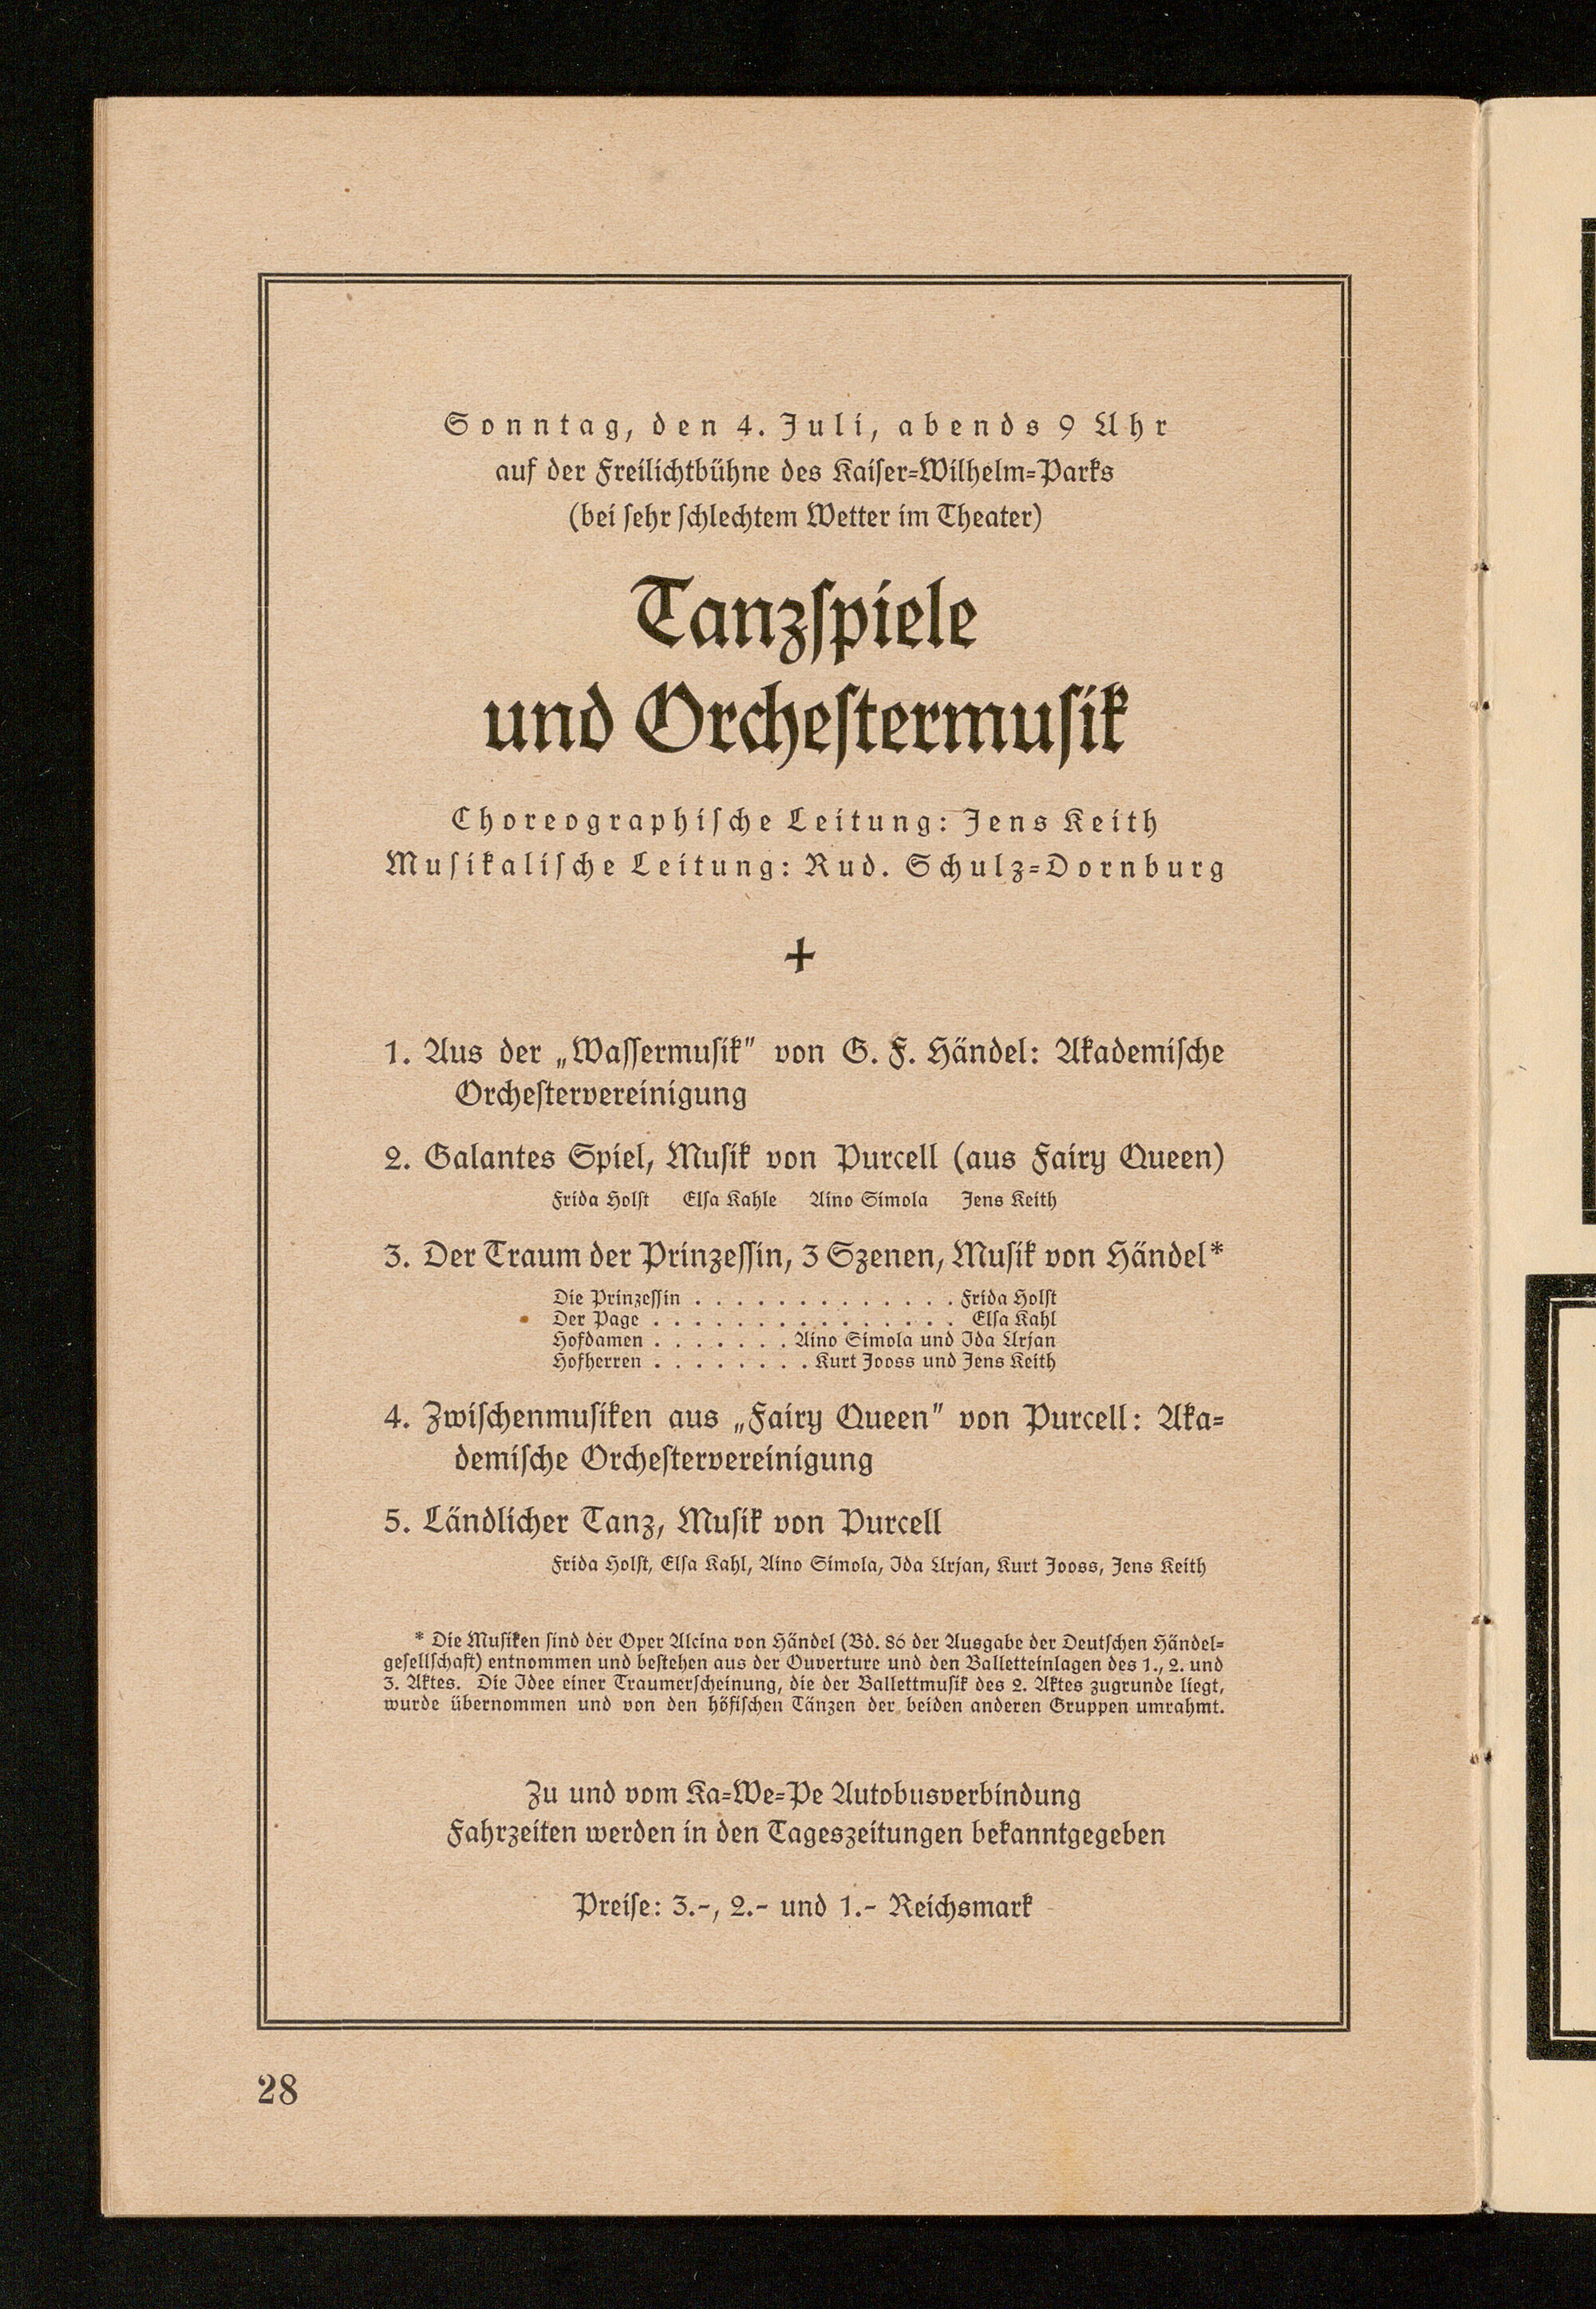 Sonntag, den 4. Juli, abends 9 Uhr
auf der Freilichtbühne des Kaiser-Wilhelm-Parks
(bei sehr schlechtem Wetter im Theater)
Tanzspiele
und Orchestermusik
Choreographische Leitung: Jens Keith
Musikalische Leitung: Rud. Schulz-Dornburg
+
1. Aus der „Wassermusik" von G. F. Händel: Akademische
Orchestervereinigung
2. Galantes Spiel, Musik von Purcell (aus Fairy Queen)
Frida Holst Elsa Kahle Aino Simola Jens Keith
3. Der Traum der Prinzessin, 3 Szenen, Musik von Händel*
Die Prinzessin . . . . . . . . . . . . . Frida Holst
Der Page . . . . . . . . . . . . . . . Elsa Kahl
Hofdamen . . . . . . . Aino Simola und Ida Urjan
Hofherren . . . . . . . . Kurt Jooss und Jens Keith
4. Zwischenmusiken aus „Fairy Queen" von Purcell: Aka-
demische Orchestervereinigung
5. Ländlicher Tanz, Musik von Purcell
Frida Holst, Elsa Kahl, Aino Simola, Ida Urjan, Kurt Jooss, Jens Keith
* Die Musiken sind der Oper Alcina von Händel (Bd. 86 der Ausgabe der Deutschen Händel-
gesellschaft) entnommen und bestehen aus der Ouverture und den Balletteinlagen des 1., 2. und
3. Aktes. Die Idee einer Traumerscheinung, die der Ballettmusik des 2. Aktes zugrunde liegt,
wurde übernommen und von den höfischen Tänzen der beiden anderen Gruppen umrahmt.
Zu und vom Ka-We-Pe Autobusverbindung
Fahrzeiten werden in den Tageszeitungen bekanntgegeben
Preise: 3.-, 2.- und 1.- Reichsmark
28